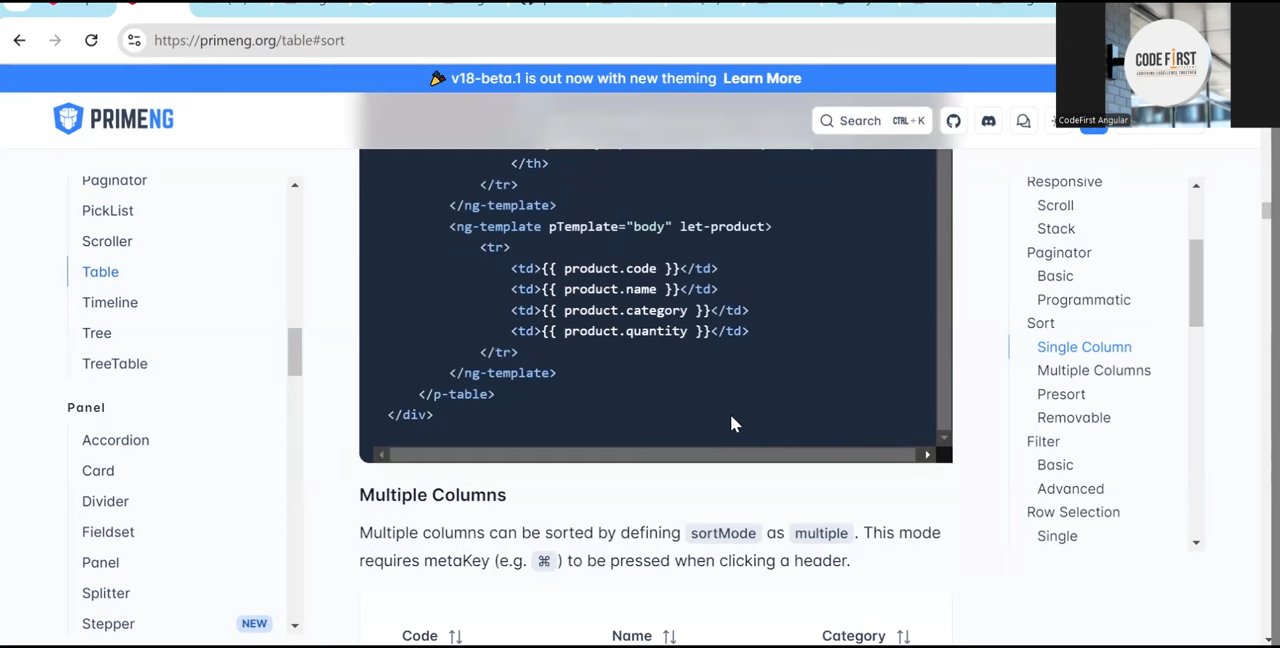 https://primeng.org/table#sort
🎉 v18-beta.1 is out now with new theming Learn More
PRIMENG
Search CTRL+K
CODE FIRST
CodeFirst Angular
Paginator
PickList
Scroller
Table
Timeline
Tree
TreeTable
Panel
Accordion
Card
Divider
Fieldset
Panel
Splitter
Stepper NEW
</th>
</tr>
</ng-template>
<ng-template pTemplate="body" let-product>
<tr>
<td>{{ product.code }}</td>
<td>{{ product.name }}</td>
<td>{{ product.category }}</td>
<td>{{ product.quantity }}</td>
</tr>
</ng-template>
</p-table>
</div>
Multiple Columns
Multiple columns can be sorted by defining sortMode as multiple . This mode
requires metaKey (e.g. ⌘ ) to be pressed when clicking a header.
Code Name Category
Responsive
Scroll
Stack
Paginator
Basic
Programmatic
Sort
Single Column
Multiple Columns
Presort
Removable
Filter
Basic
Advanced
Row Selection
Single